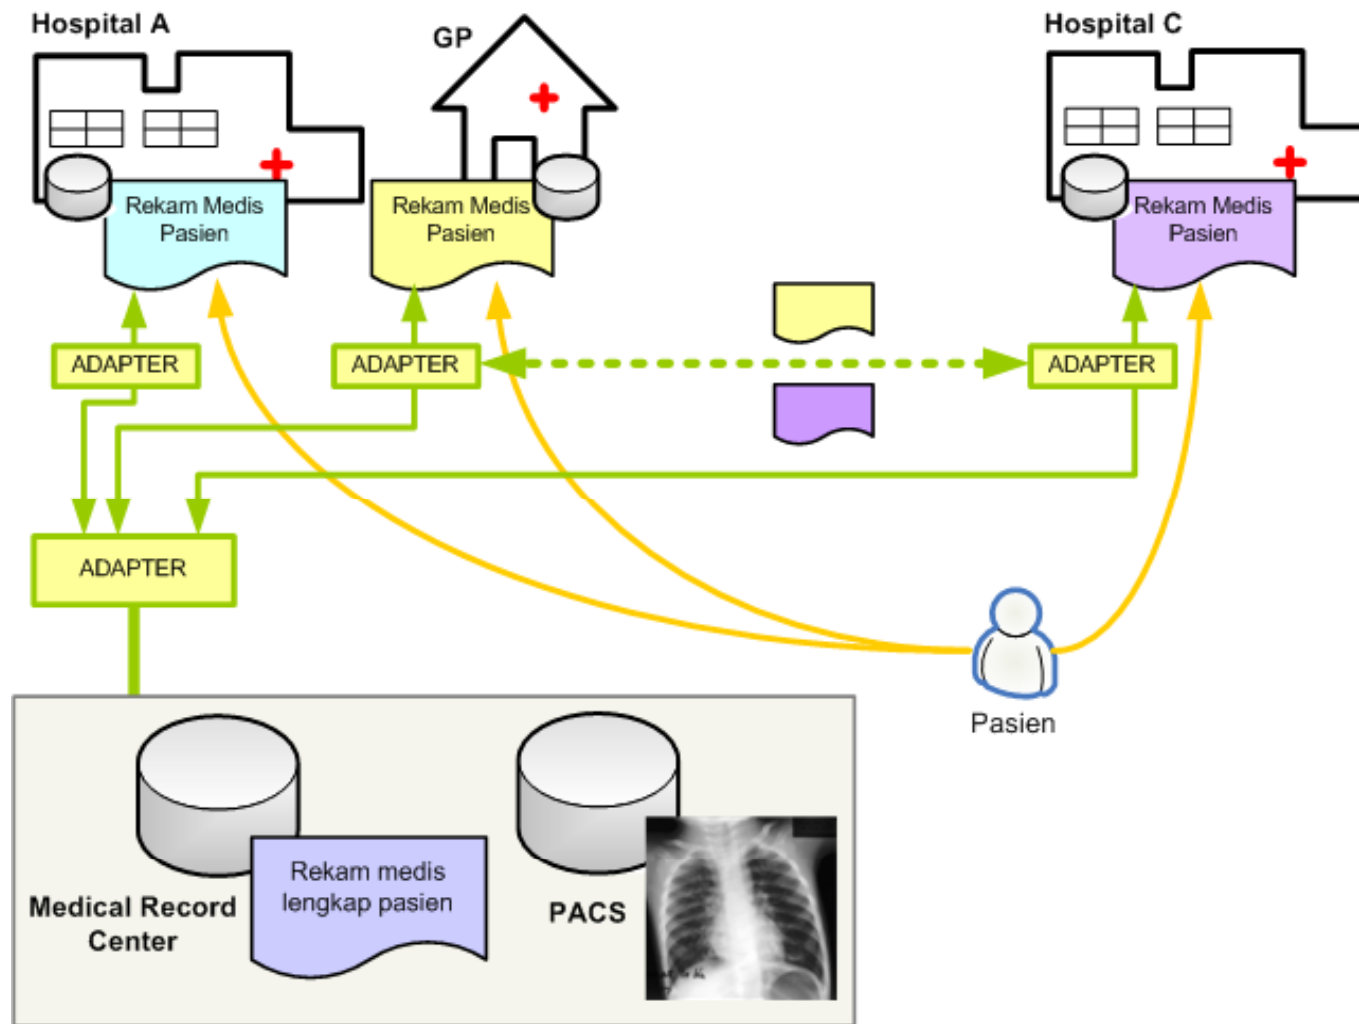 Hospital A
GP
Hospital C
Rekam Medis
Pasien
Rekam Medis
Pasien
Rekam Medis
Pasien
ADAPTER
ADAPTER
ADAPTER
ADAPTER
Pasien
Rekam medis
lengkap pasien
Medical Record
Center
PACS